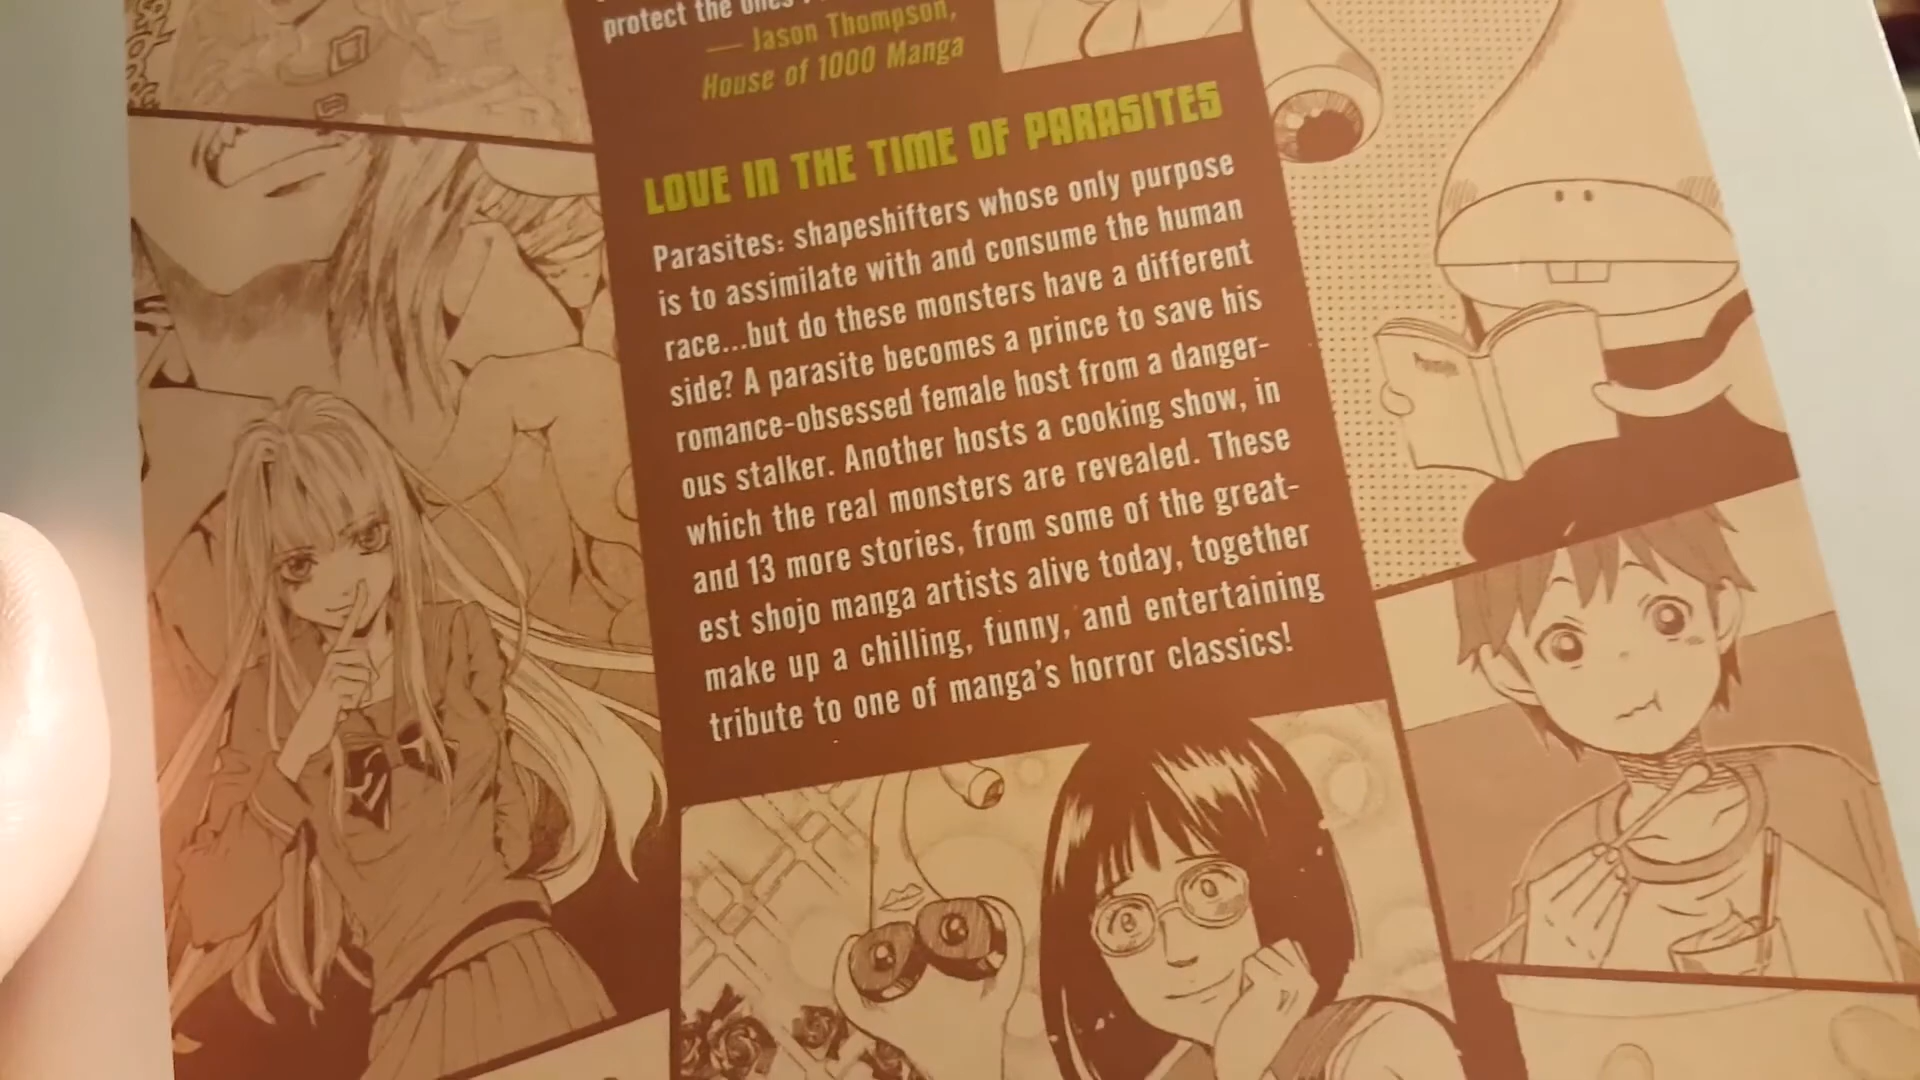 protect the ones
— Jason Thompson,
House of 1000 Manga
LOVE IN THE TIME OF PARASITES
Parasites: shapeshifters whose only purpose
is to assimilate with and consume the human
race...but do these monsters have a different
side? A parasite becomes a prince to save his
romance-obsessed female host from a danger-
ous stalker. Another hosts a cooking show, in
which the real monsters are revealed. These
and 13 more stories, from some of the great-
est shojo manga artists alive today, together
make up a chilling, funny, and entertaining
tribute to one of manga's horror classics!